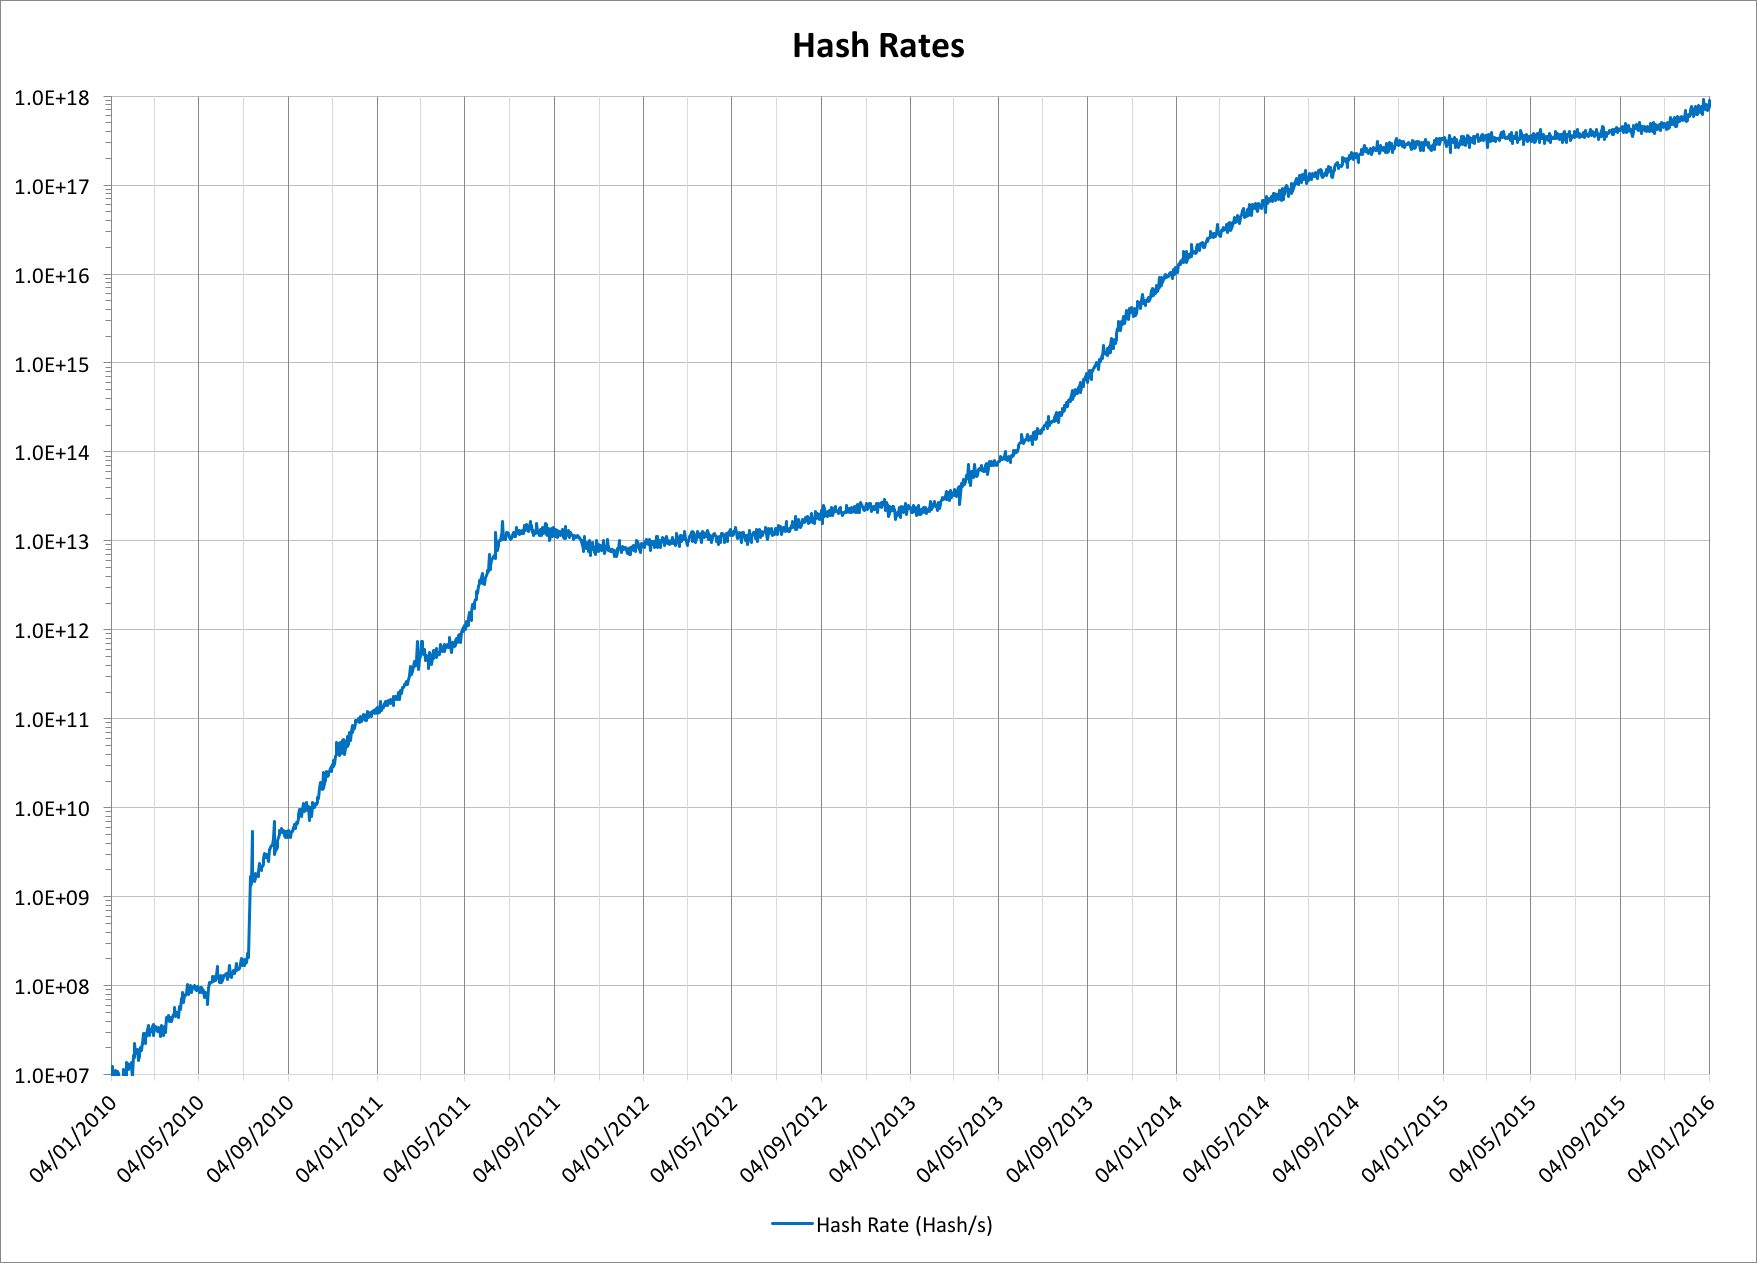 Hash Rates
1.0E+18
1.0E+17
1.0E+16
1.0E+15
1.0E+14
1.0E+13
1.0E+12
1.0E+11
1.0E+10
1.0E+09
1.0E+08
1.0E+07
04/01/2010
04/05/2010
04/09/2010
04/01/2011
04/05/2011
04/09/2011
04/01/2012
04/05/2012
04/09/2012
04/01/2013
04/05/2013
04/09/2013
04/01/2014
04/05/2014
04/09/2014
04/01/2015
04/05/2015
04/09/2015
04/01/2016
Hash Rate (Hash/s)